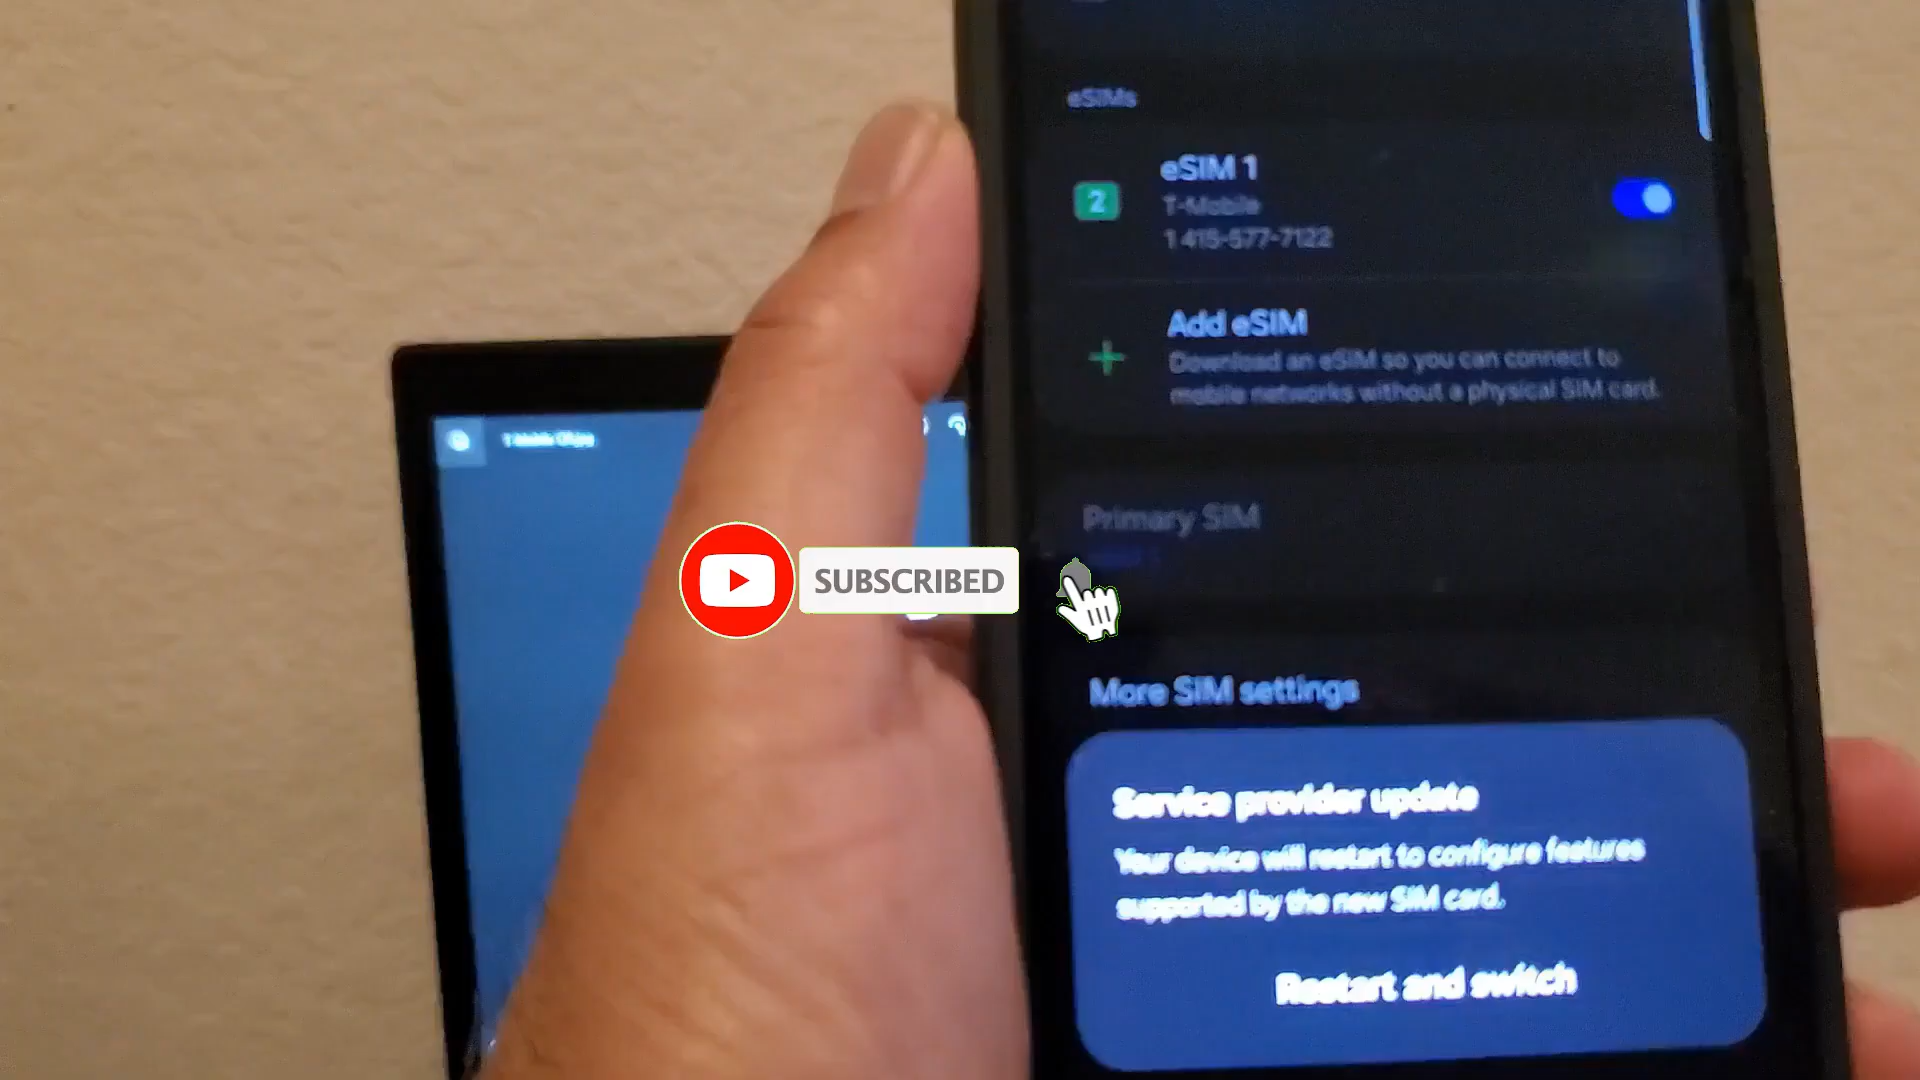 eSIMs
eSIM 1
2
T-Mobile
1 415-577-7122
Add eSIM
Download an eSIM so you can connect to
mobile networks without a physical SIM card.
Primary SIM
SUBSCRIBED
More SIM settings
Service provider update
Your device will restart to configure features
supported by the new SIM card.
Restart and switch